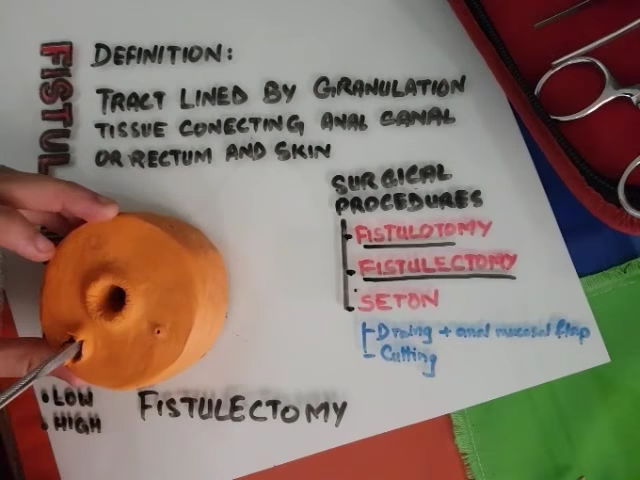 FISTUL
DEFINITION:
TRACT LINED BY GRANULATION
TISSUE CONECTING ANAL CANAL
OR RECTUM AND SKIN
SURGICAL
PROCEDURES
FISTULOTOMY
FISTULECTOMY
SETON
Draing + anal mucosal flap
Cutting
LOW
HIGH
FISTULECTOMY